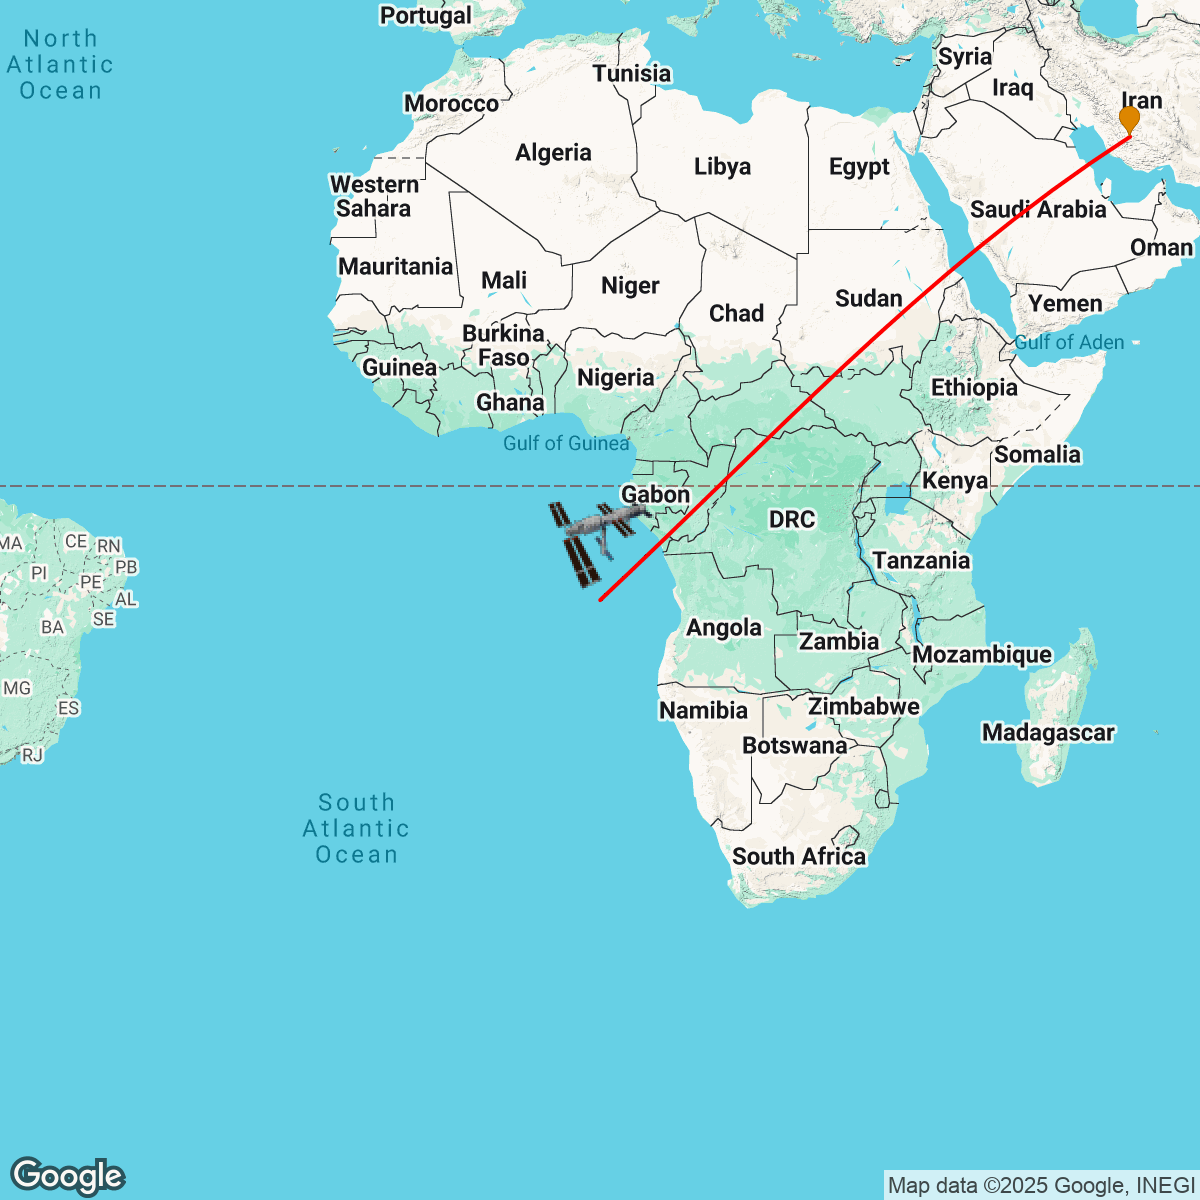 Portugal
North
Atlantic
Ocean
Syria
Tunisia
Iraq
Iran
Morocco
Algeria
Libya
Egypt
Western
Sahara
Saudi Arabia
Oman
Mauritania
Mali
Niger
Chad
Sudan
Yemen
Burkina
Faso
Gulf of Aden
Guinea
Nigeria
Ethiopia
Ghana
Gulf of Guinea
Somalia
Kenya
Gabon
DRC
MA
CE
RN
PI
PB
PE
Tanzania
AL
SE
BA
Angola
Zambia
Mozambique
MG
ES
Namibia
Zimbabwe
Madagascar
Botswana
RJ
South
Atlantic
Ocean
South Africa
Google
Map data ©2025 Google, INEGI